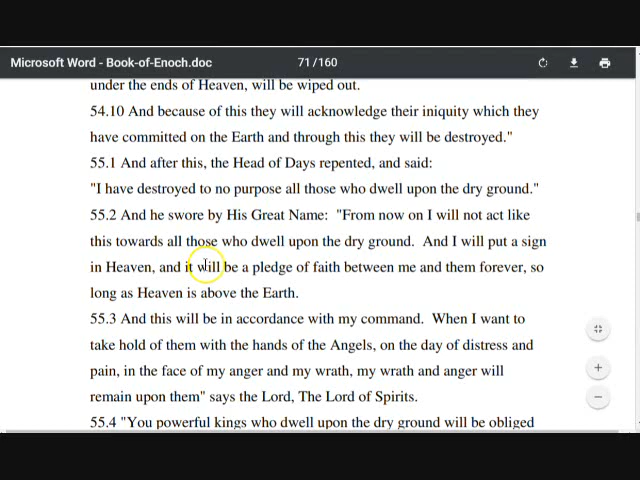 Microsoft Word - Book-of-Enoch.doc 71/160
under the ends of Heaven, will be wiped out.
54.10 And because of this they will acknowledge their iniquity which they
have committed on the Earth and through this they will be destroyed."
55.1 And after this, the Head of Days repented, and said:
"I have destroyed to no purpose all those who dwell upon the dry ground."
55.2 And he swore by His Great Name: "From now on I will not act like
this towards all those who dwell upon the dry ground. And I will put a sign
in Heaven, and it will be a pledge of faith between me and them forever, so
long as Heaven is above the Earth.
55.3 And this will be in accordance with my command. When I want to
take hold of them with the hands of the Angels, on the day of distress and
pain, in the face of my anger and my wrath, my wrath and anger will
remain upon them" says the Lord, The Lord of Spirits.
55.4 "You powerful kings who dwell upon the dry ground will be obliged